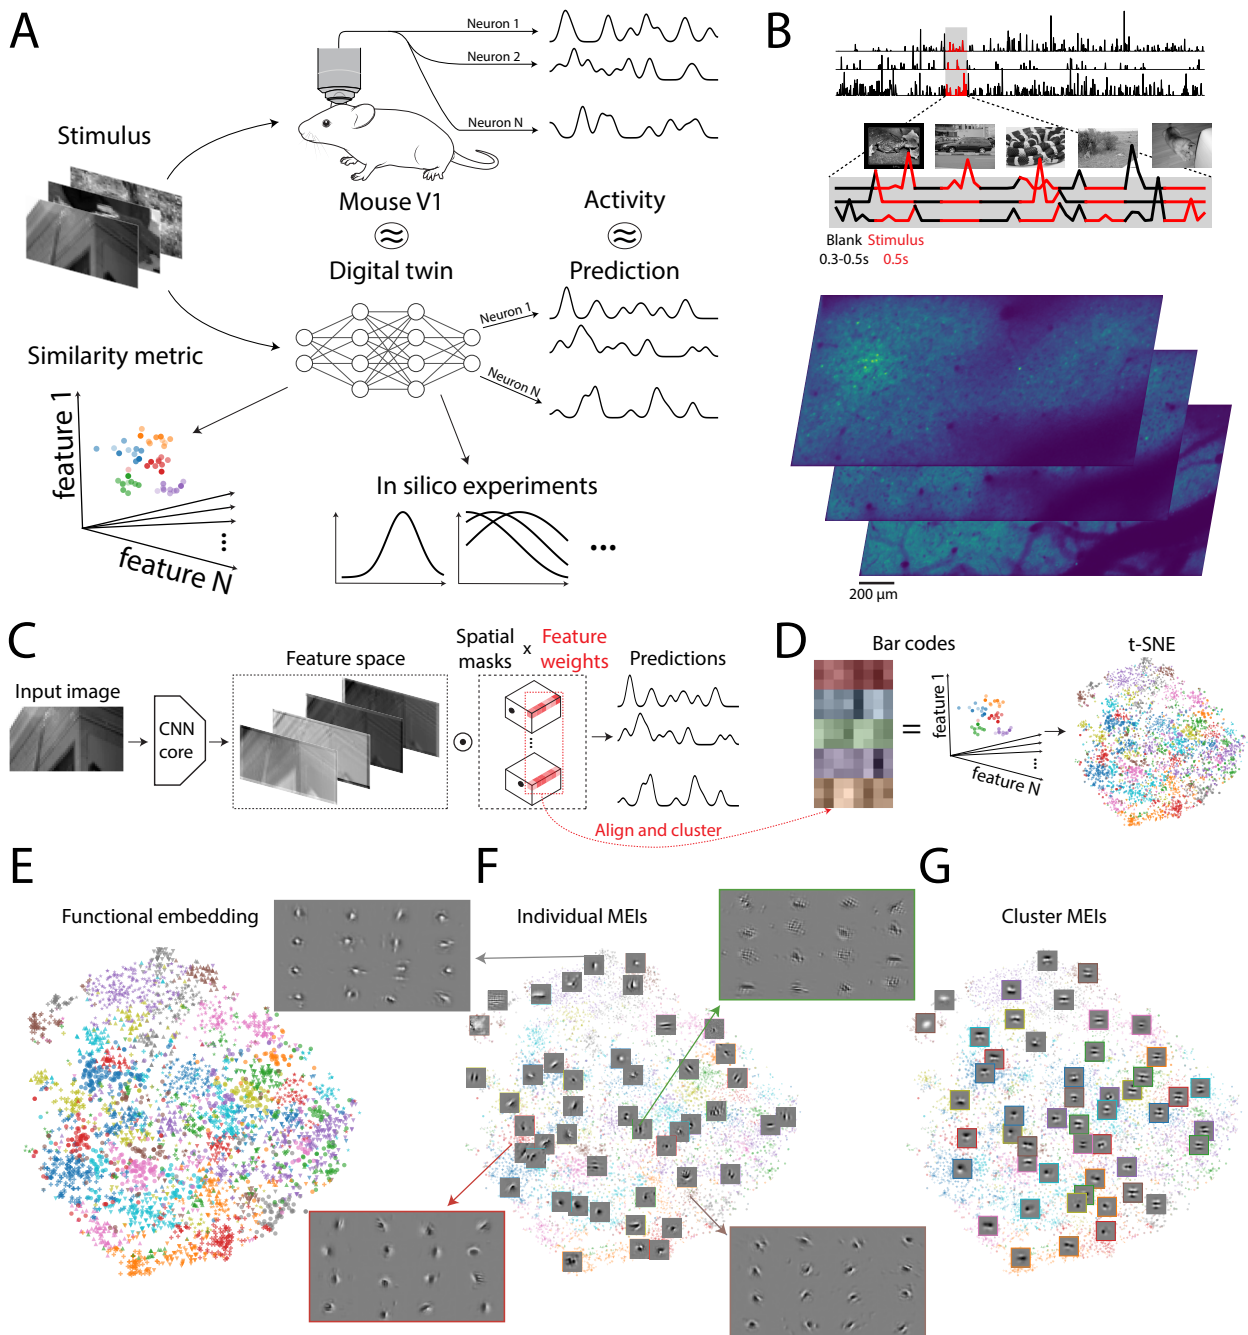 A
Stimulus
Neuron 1
Neuron 2
Neuron N
Mouse V1
≈
Digital twin
Activity
≈
Prediction
Neuron 1
Neuron N
Similarity metric
feature 1
feature N
In silico experiments
B
Blank
0.3-0.5s
Stimulus
0.5s
200 µm
C
Input image
CNN
core
Feature space
Spatial
masks
x
Feature
weights
Predictions
Align and cluster
D
Bar codes
=
feature 1
feature N
t-SNE
E
Functional embedding
F
Individual MEIs
G
Cluster MEIs